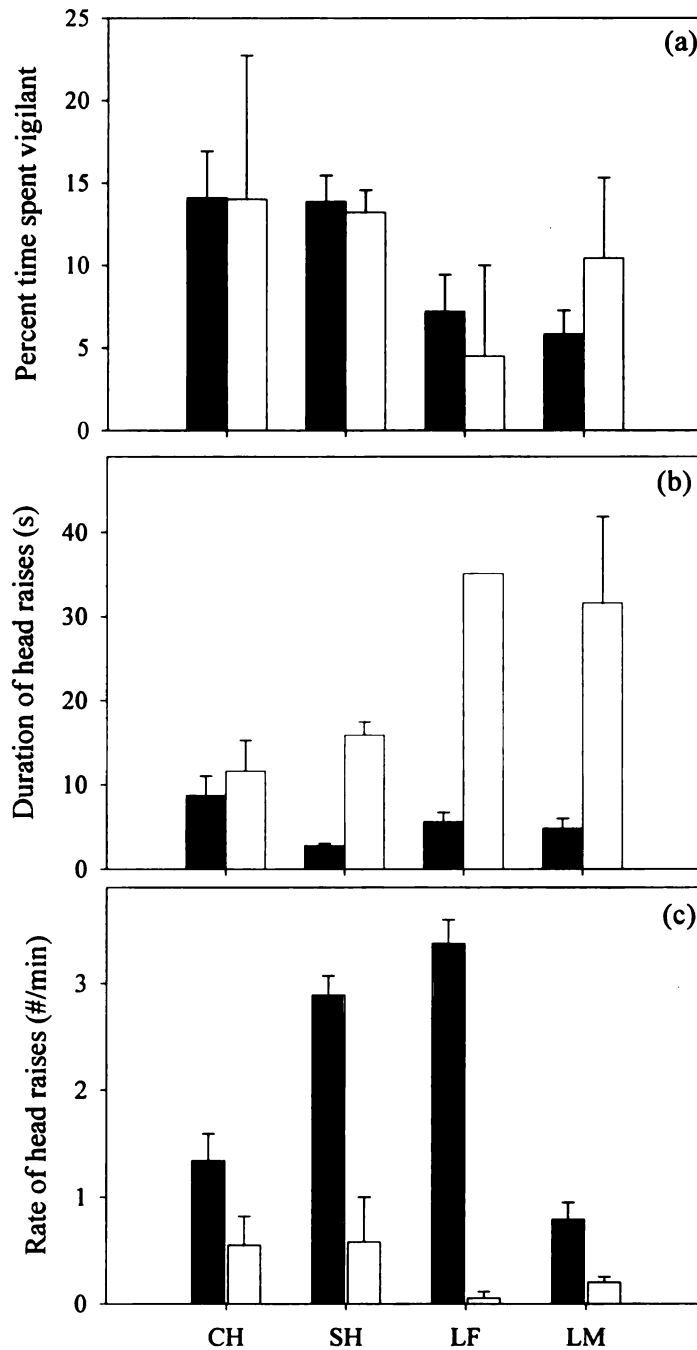 (a)
Percent time spent vigilant
25
20
15
10
5
0
(b)
Duration of head raises (s)
40
30
20
10
0
(c)
Rate of head raises (#/min)
3
2
1
0
CH SH LF LM